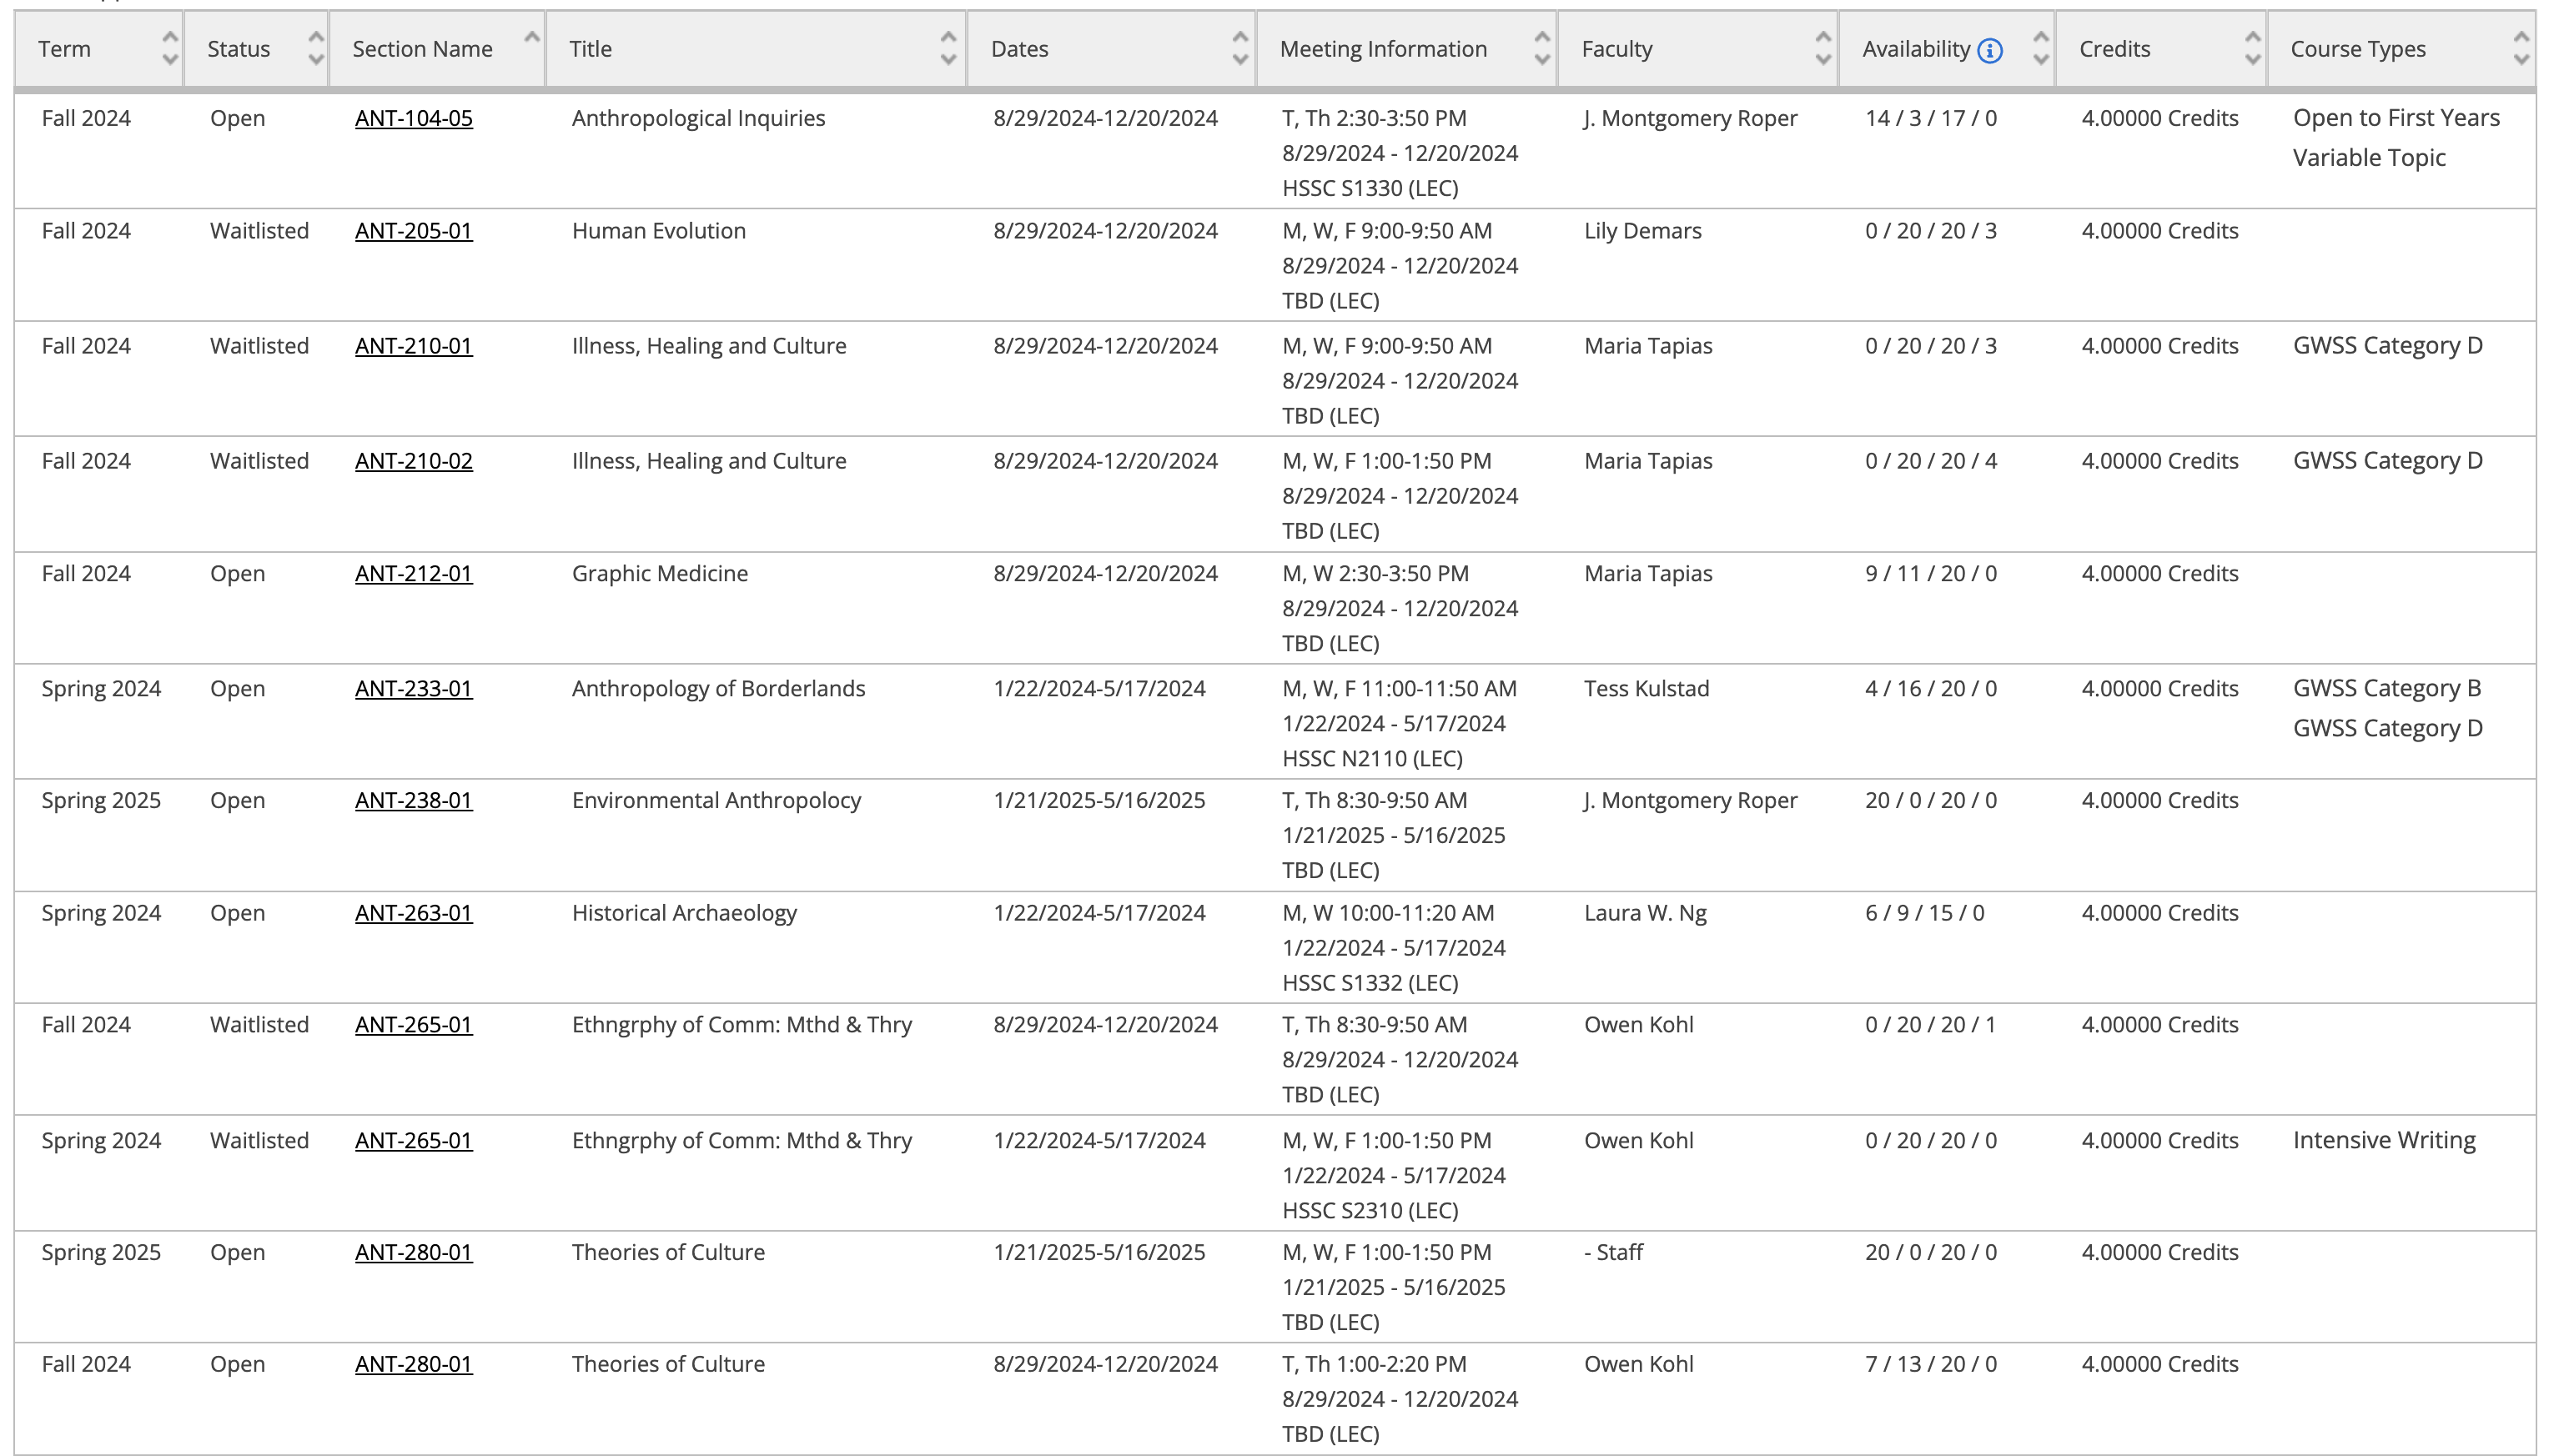 Term Status Section Name Title Dates Meeting Information Faculty Availability Credits Course Types
Fall 2024 Open ANT-104-05 Anthropological Inquiries 8/29/2024-12/20/2024 T, Th 2:30-3:50 PM J. Montgomery Roper 14 / 3 / 17 / 0 4.00000 Credits Open to First Years
8/29/2024 - 12/20/2024 Variable Topic
HSSC S1330 (LEC)
Fall 2024 Waitlisted ANT-205-01 Human Evolution 8/29/2024-12/20/2024 M, W, F 9:00-9:50 AM Lily Demars 0 / 20 / 20 / 3 4.00000 Credits
8/29/2024 - 12/20/2024
TBD (LEC)
Fall 2024 Waitlisted ANT-210-01 Illness, Healing and Culture 8/29/2024-12/20/2024 M, W, F 9:00-9:50 AM Maria Tapias 0 / 20 / 20 / 3 4.00000 Credits GWSS Category D
8/29/2024 - 12/20/2024
TBD (LEC)
Fall 2024 Waitlisted ANT-210-02 Illness, Healing and Culture 8/29/2024-12/20/2024 M, W, F 1:00-1:50 PM Maria Tapias 0 / 20 / 20 / 4 4.00000 Credits GWSS Category D
8/29/2024 - 12/20/2024
TBD (LEC)
Fall 2024 Open ANT-212-01 Graphic Medicine 8/29/2024-12/20/2024 M, W 2:30-3:50 PM Maria Tapias 9 / 11 / 20 / 0 4.00000 Credits
8/29/2024 - 12/20/2024
TBD (LEC)
Spring 2024 Open ANT-233-01 Anthropology of Borderlands 1/22/2024-5/17/2024 M, W, F 11:00-11:50 AM Tess Kulstad 4 / 16 / 20 / 0 4.00000 Credits GWSS Category B
1/22/2024 - 5/17/2024 GWSS Category D
HSSC N2110 (LEC)
Spring 2025 Open ANT-238-01 Environmental Anthropolocy 1/21/2025-5/16/2025 T, Th 8:30-9:50 AM J. Montgomery Roper 20 / 0 / 20 / 0 4.00000 Credits
1/21/2025 - 5/16/2025
TBD (LEC)
Spring 2024 Open ANT-263-01 Historical Archaeology 1/22/2024-5/17/2024 M, W 10:00-11:20 AM Laura W. Ng 6 / 9 / 15 / 0 4.00000 Credits
1/22/2024 - 5/17/2024
HSSC S1332 (LEC)
Fall 2024 Waitlisted ANT-265-01 Ethngrphy of Comm: Mthd & Thry 8/29/2024-12/20/2024 T, Th 8:30-9:50 AM Owen Kohl 0 / 20 / 20 / 1 4.00000 Credits
8/29/2024 - 12/20/2024
TBD (LEC)
Spring 2024 Waitlisted ANT-265-01 Ethngrphy of Comm: Mthd & Thry 1/22/2024-5/17/2024 M, W, F 1:00-1:50 PM Owen Kohl 0 / 20 / 20 / 0 4.00000 Credits Intensive Writing
1/22/2024 - 5/17/2024
HSSC S2310 (LEC)
Spring 2025 Open ANT-280-01 Theories of Culture 1/21/2025-5/16/2025 M, W, F 1:00-1:50 PM - Staff 20 / 0 / 20 / 0 4.00000 Credits
1/21/2025 - 5/16/2025
TBD (LEC)
Fall 2024 Open ANT-280-01 Theories of Culture 8/29/2024-12/20/2024 T, Th 1:00-2:20 PM Owen Kohl 7 / 13 / 20 / 0 4.00000 Credits
8/29/2024 - 12/20/2024
TBD (LEC)